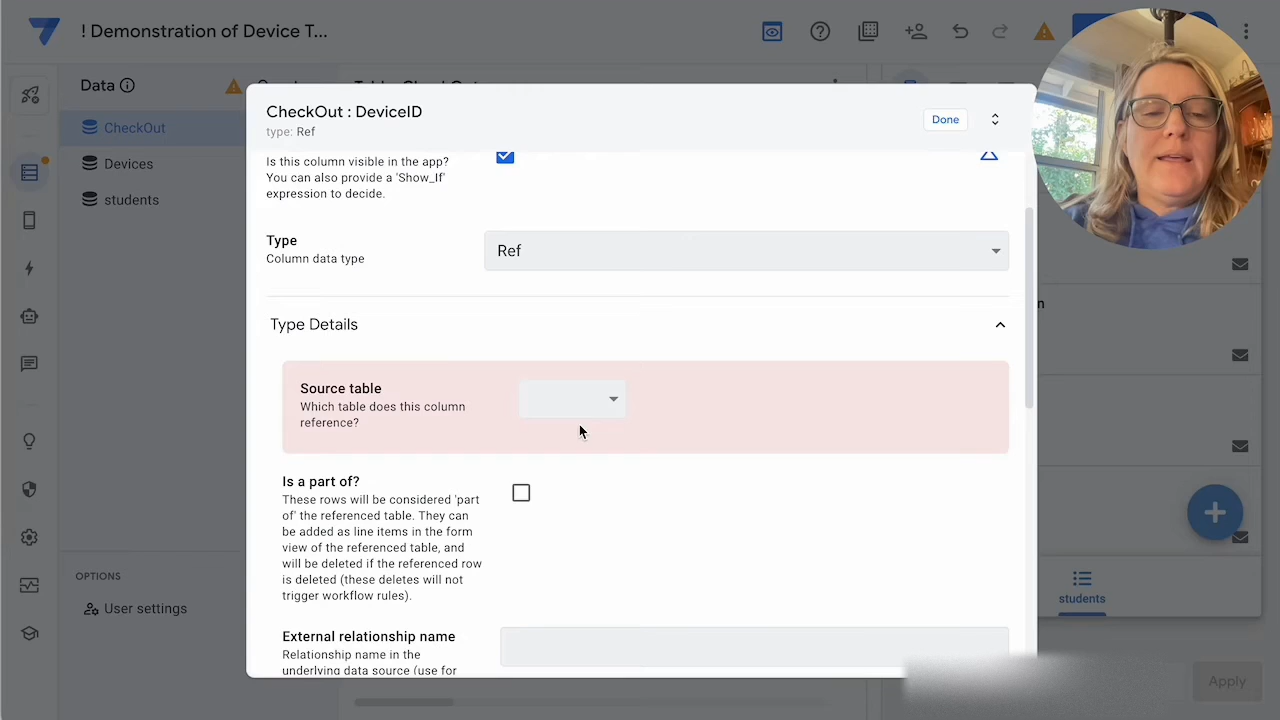 ! Demonstration of Device T...
Data
CheckOut
Devices
students
OPTIONS
User settings
CheckOut : DeviceID
type: Ref
Done
Is this column visible in the app?
You can also provide a 'Show_If'
expression to decide.
Type
Column data type
Ref
Type Details
Source table
Which table does this column
reference?
Is a part of?
These rows will be considered 'part
of' the referenced table. They can
be added as line items in the form
view of the referenced table, and
will be deleted if the referenced row
is deleted (these deletes will not
trigger workflow rules).
External relationship name
Relationship name in the
underlying data source (use for
n
students
Apply